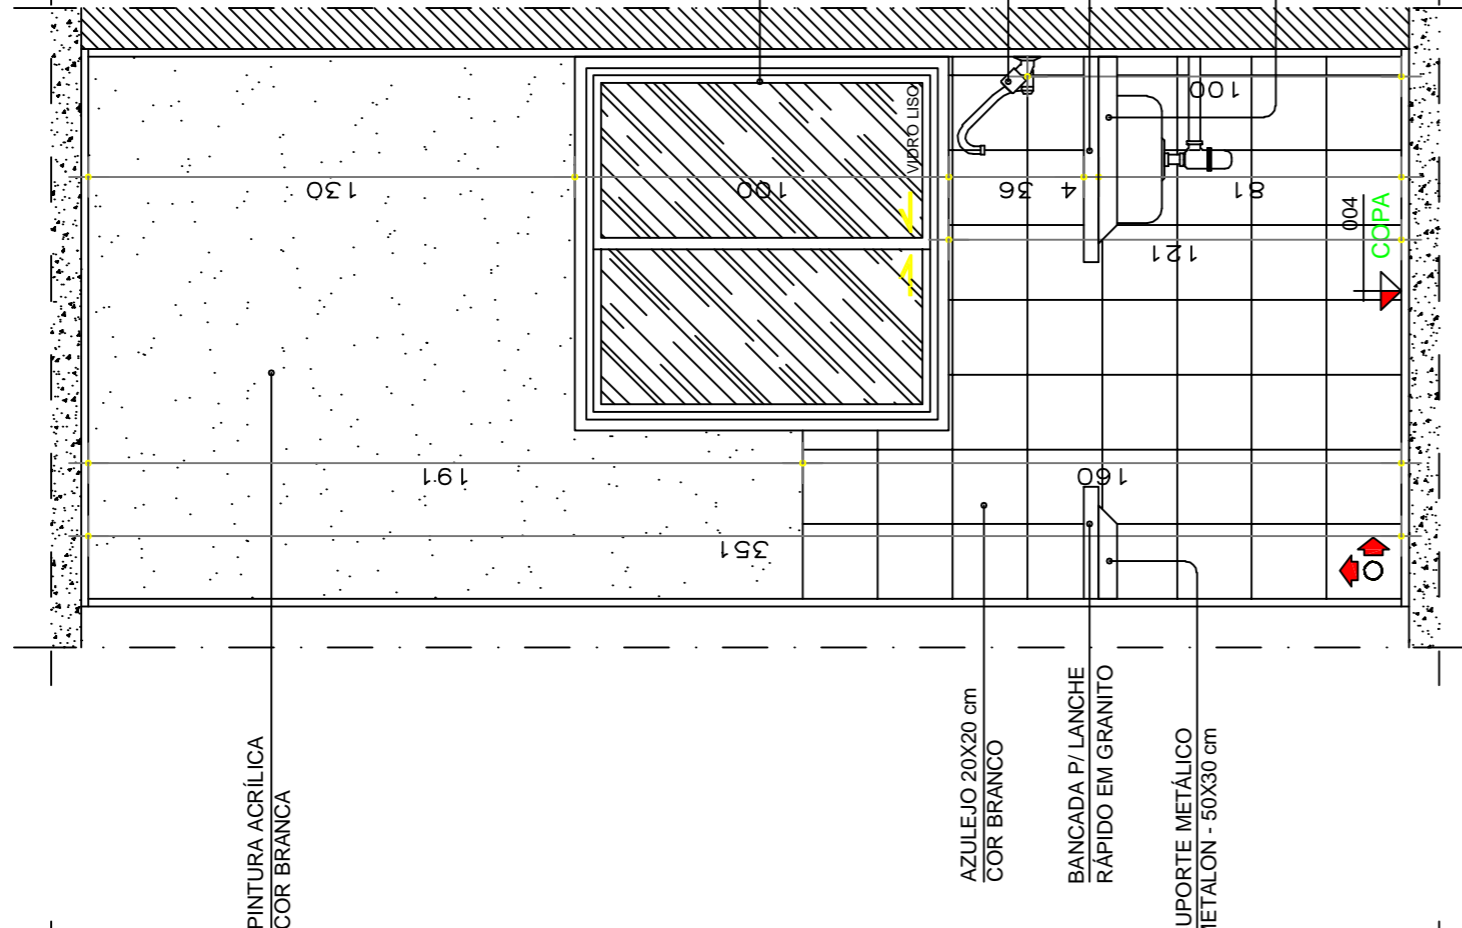 130
100
VIDRO LISO
36
4
81
100
121
004
COPA
191
160
351
PINTURA ACRÍLICA
COR BRANCA
AZULEJO 20X20 cm
COR BRANCO
BANCADA P/ LANCHE
RÁPIDO EM GRANITO
UPORTE METÁLICO
METALON - 50X30 cm